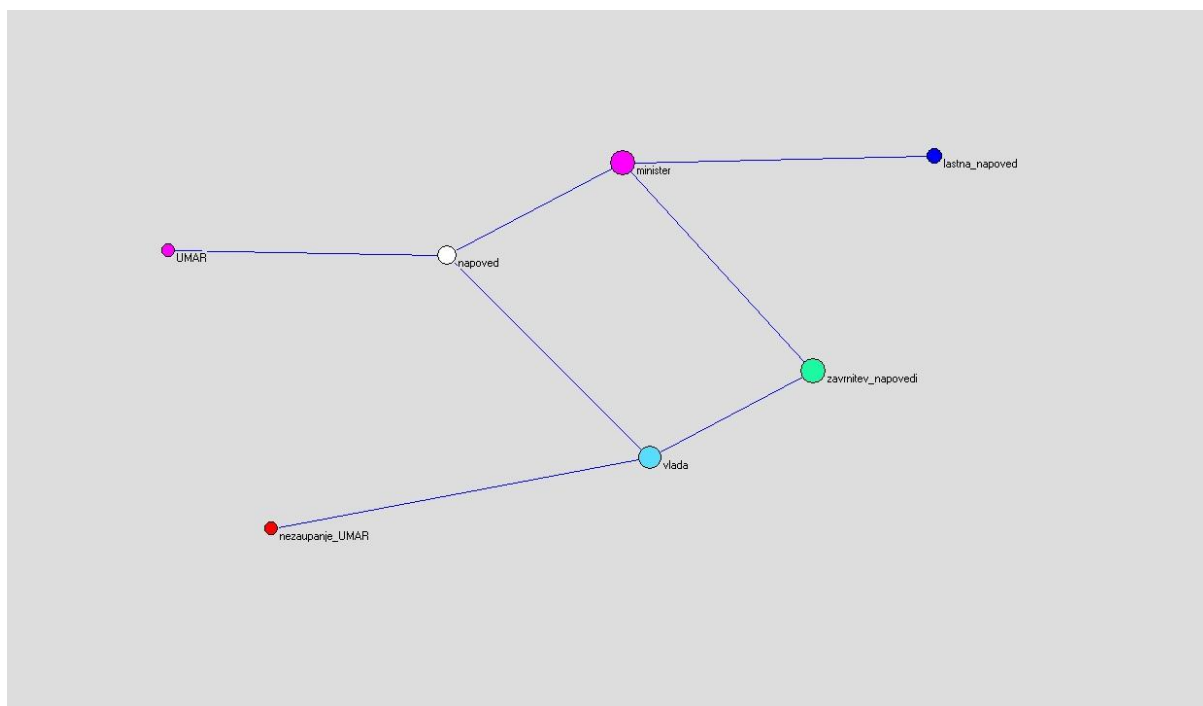 lastna_napoved
minister
UMAR
napoved
zavrnitev_napovedi
vlada
nezaupanje_UMAR